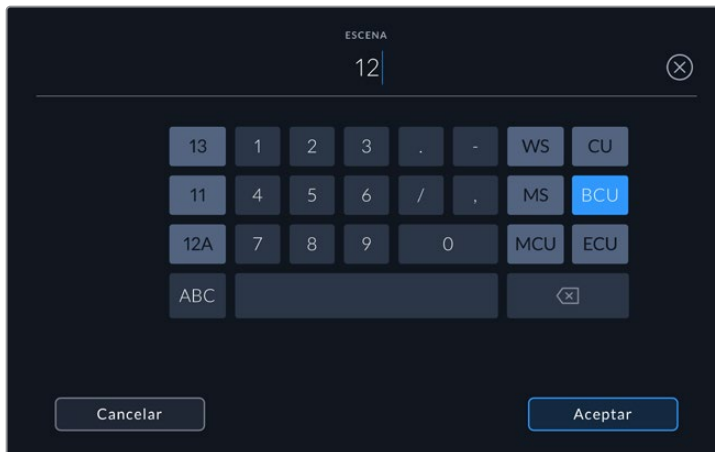 ESCENA
12
13 1 2 3 . - WS CU
11 4 5 6 / , MS BCU
12A 7 8 9 0 MCU ECU
ABC
Cancelar Aceptar